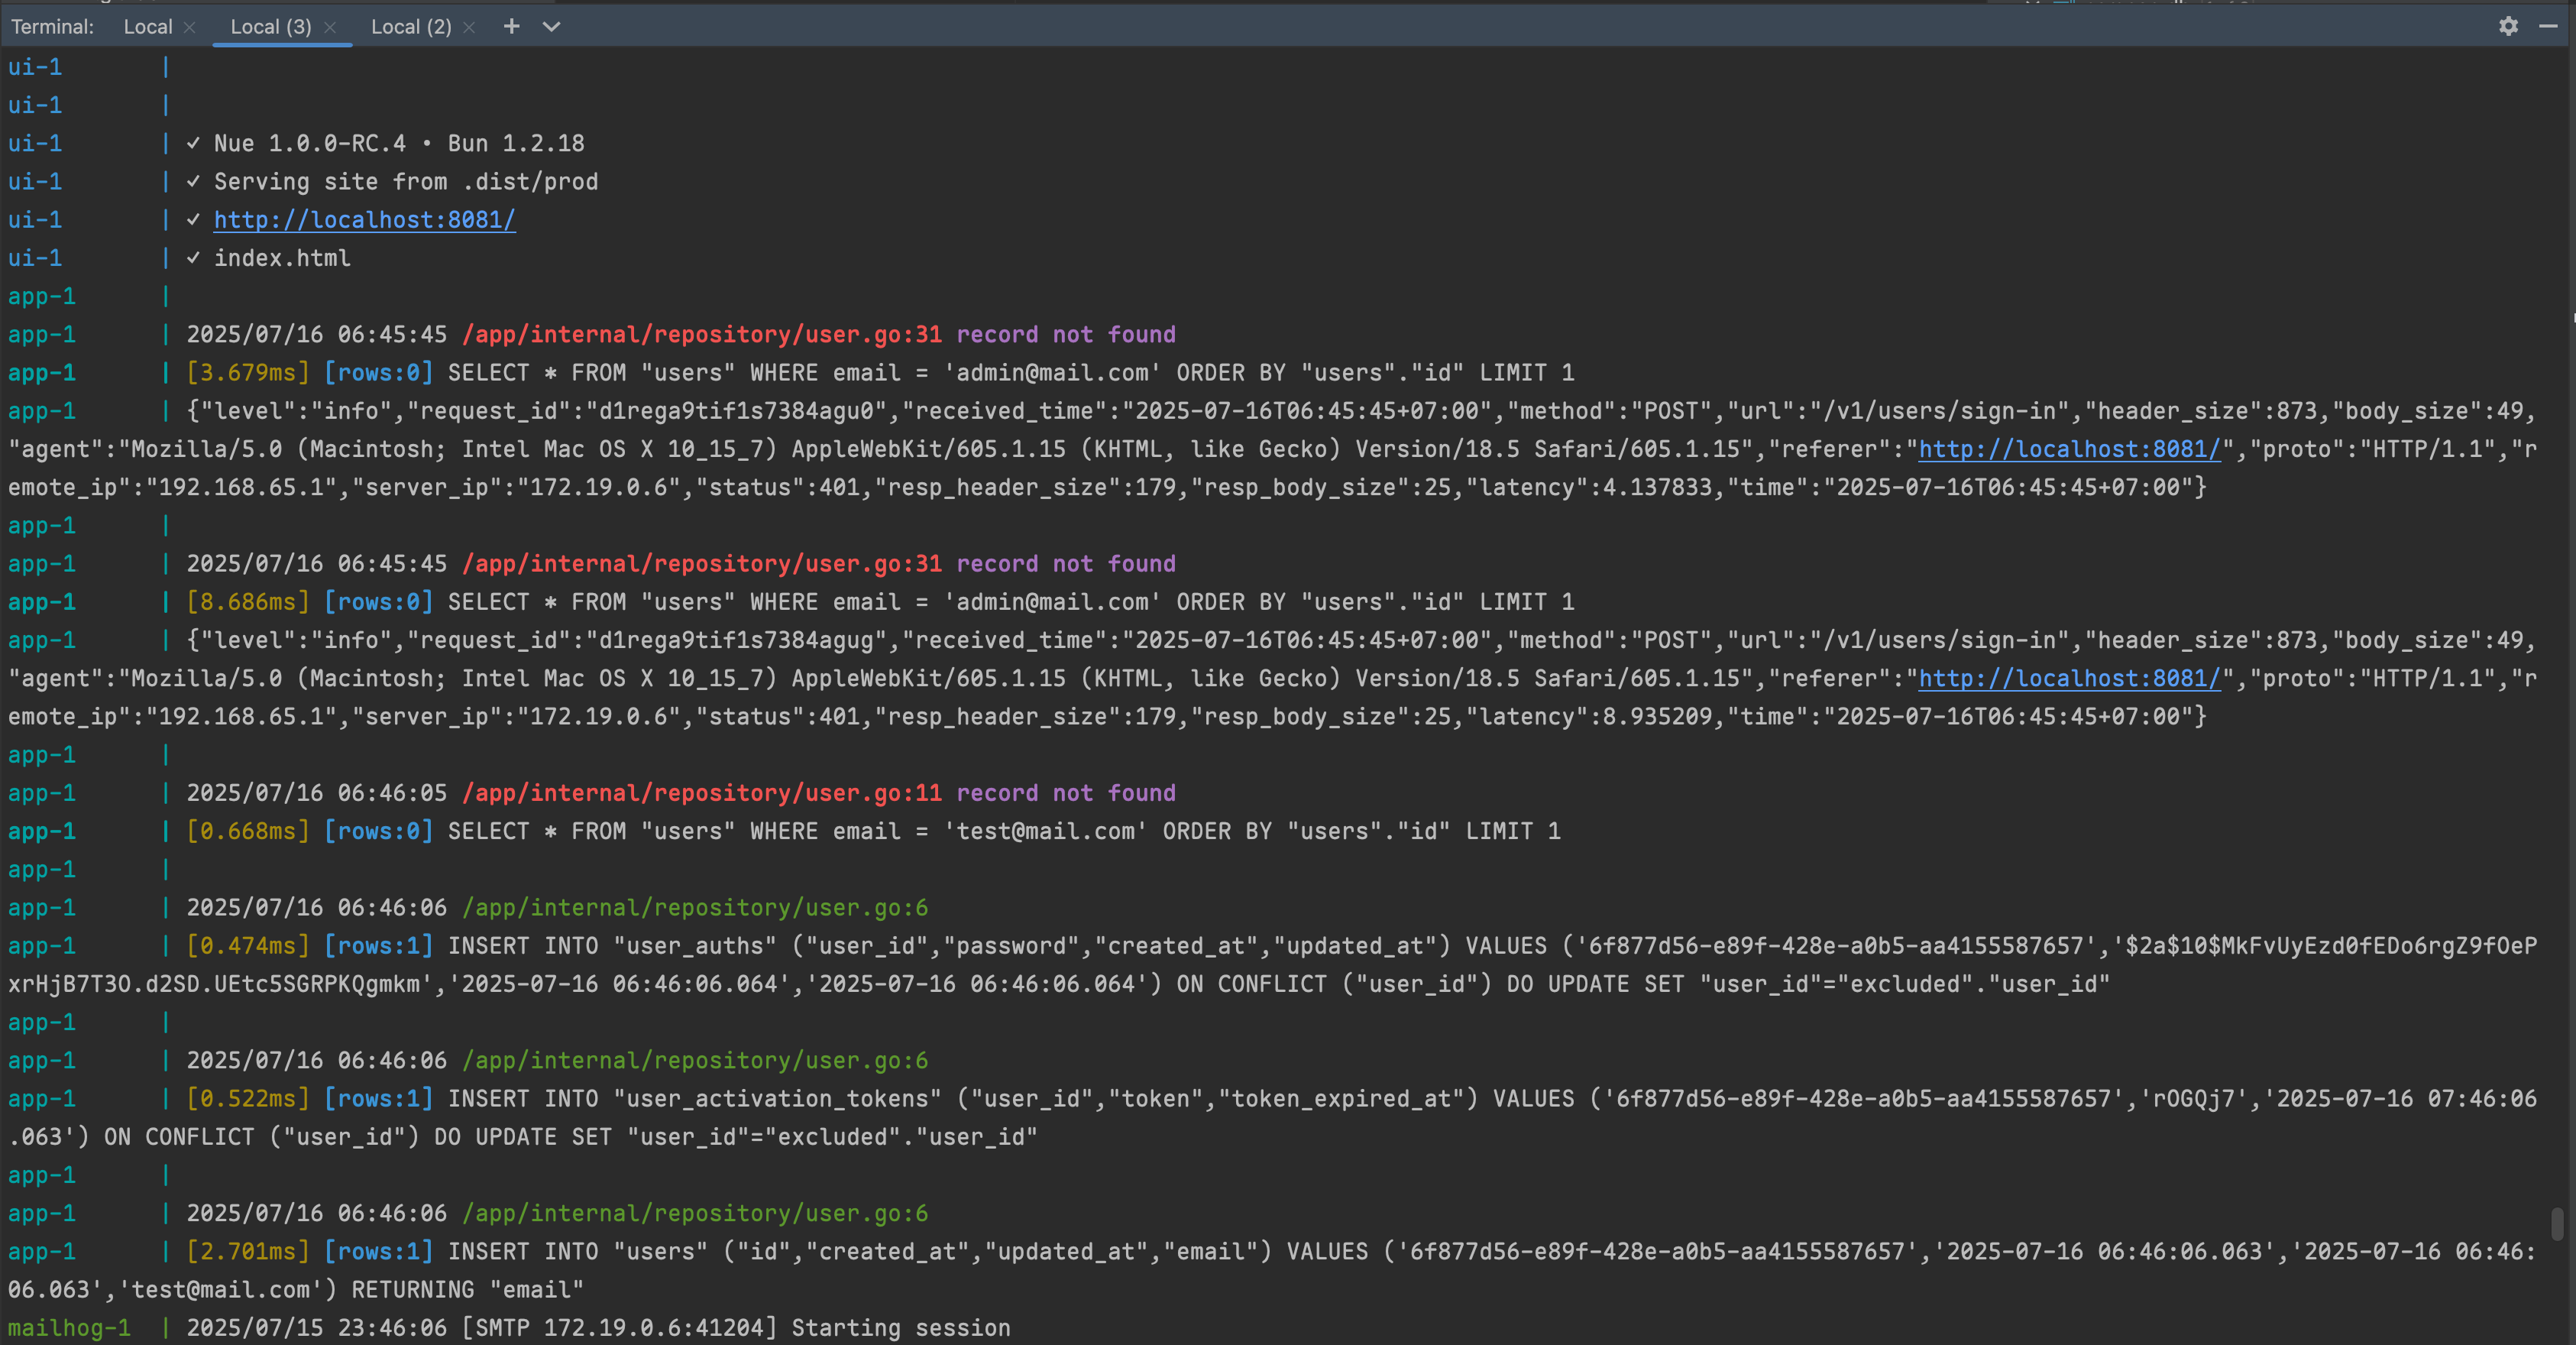 Terminal: Local × Local (3) × Local (2) × +
ui-1 |
ui-1 |
ui-1 | ✓ Nue 1.0.0-RC.4 • Bun 1.2.18
ui-1 | ✓ Serving site from .dist/prod
ui-1 | ✓ http://localhost:8081/
ui-1 | ✓ index.html
app-1 |
app-1 | 2025/07/16 06:45:45 /app/internal/repository/user.go:31 record not found
app-1 | [3.679ms] [rows:0] SELECT * FROM "users" WHERE email = 'admin@mail.com' ORDER BY "users"."id" LIMIT 1
app-1 | {"level":"info","request_id":"d1rega9tif1s7384agu0","received_time":"2025-07-16T06:45:45+07:00","method":"POST","url":"/v1/users/sign-in","header_size":873,"body_size":49,
"agent":"Mozilla/5.0 (Macintosh; Intel Mac OS X 10_15_7) AppleWebKit/605.1.15 (KHTML, like Gecko) Version/18.5 Safari/605.1.15","referer":"http://localhost:8081/","proto":"HTTP/1.1","r
emote_ip":"192.168.65.1","server_ip":"172.19.0.6","status":401,"resp_header_size":179,"resp_body_size":25,"latency":4.137833,"time":"2025-07-16T06:45:45+07:00"}
app-1 |
app-1 | 2025/07/16 06:45:45 /app/internal/repository/user.go:31 record not found
app-1 | [8.686ms] [rows:0] SELECT * FROM "users" WHERE email = 'admin@mail.com' ORDER BY "users"."id" LIMIT 1
app-1 | {"level":"info","request_id":"d1rega9tif1s7384agug","received_time":"2025-07-16T06:45:45+07:00","method":"POST","url":"/v1/users/sign-in","header_size":873,"body_size":49,
"agent":"Mozilla/5.0 (Macintosh; Intel Mac OS X 10_15_7) AppleWebKit/605.1.15 (KHTML, like Gecko) Version/18.5 Safari/605.1.15","referer":"http://localhost:8081/","proto":"HTTP/1.1","r
emote_ip":"192.168.65.1","server_ip":"172.19.0.6","status":401,"resp_header_size":179,"resp_body_size":25,"latency":8.935209,"time":"2025-07-16T06:45:45+07:00"}
app-1 |
app-1 | 2025/07/16 06:46:05 /app/internal/repository/user.go:11 record not found
app-1 | [0.668ms] [rows:0] SELECT * FROM "users" WHERE email = 'test@mail.com' ORDER BY "users"."id" LIMIT 1
app-1 |
app-1 | 2025/07/16 06:46:06 /app/internal/repository/user.go:6
app-1 | [0.474ms] [rows:1] INSERT INTO "user_auths" ("user_id","password","created_at","updated_at") VALUES ('6f877d56-e89f-428e-a0b5-aa4155587657','$2a$10$MkFvUyEzd0fEDo6rgZ9fOeP
xrHjB7T3O.d2SD.UEtc5SGRPKQgmkm','2025-07-16 06:46:06.064','2025-07-16 06:46:06.064') ON CONFLICT ("user_id") DO UPDATE SET "user_id"="excluded"."user_id"
app-1 |
app-1 | 2025/07/16 06:46:06 /app/internal/repository/user.go:6
app-1 | [0.522ms] [rows:1] INSERT INTO "user_activation_tokens" ("user_id","token","token_expired_at") VALUES ('6f877d56-e89f-428e-a0b5-aa4155587657','rOGQj7','2025-07-16 07:46:06
.063') ON CONFLICT ("user_id") DO UPDATE SET "user_id"="excluded"."user_id"
app-1 |
app-1 | 2025/07/16 06:46:06 /app/internal/repository/user.go:6
app-1 | [2.701ms] [rows:1] INSERT INTO "users" ("id","created_at","updated_at","email") VALUES ('6f877d56-e89f-428e-a0b5-aa4155587657','2025-07-16 06:46:06.063','2025-07-16 06:46:
06.063','test@mail.com') RETURNING "email"
mailhog-1 | 2025/07/15 23:46:06 [SMTP 172.19.0.6:41204] Starting session